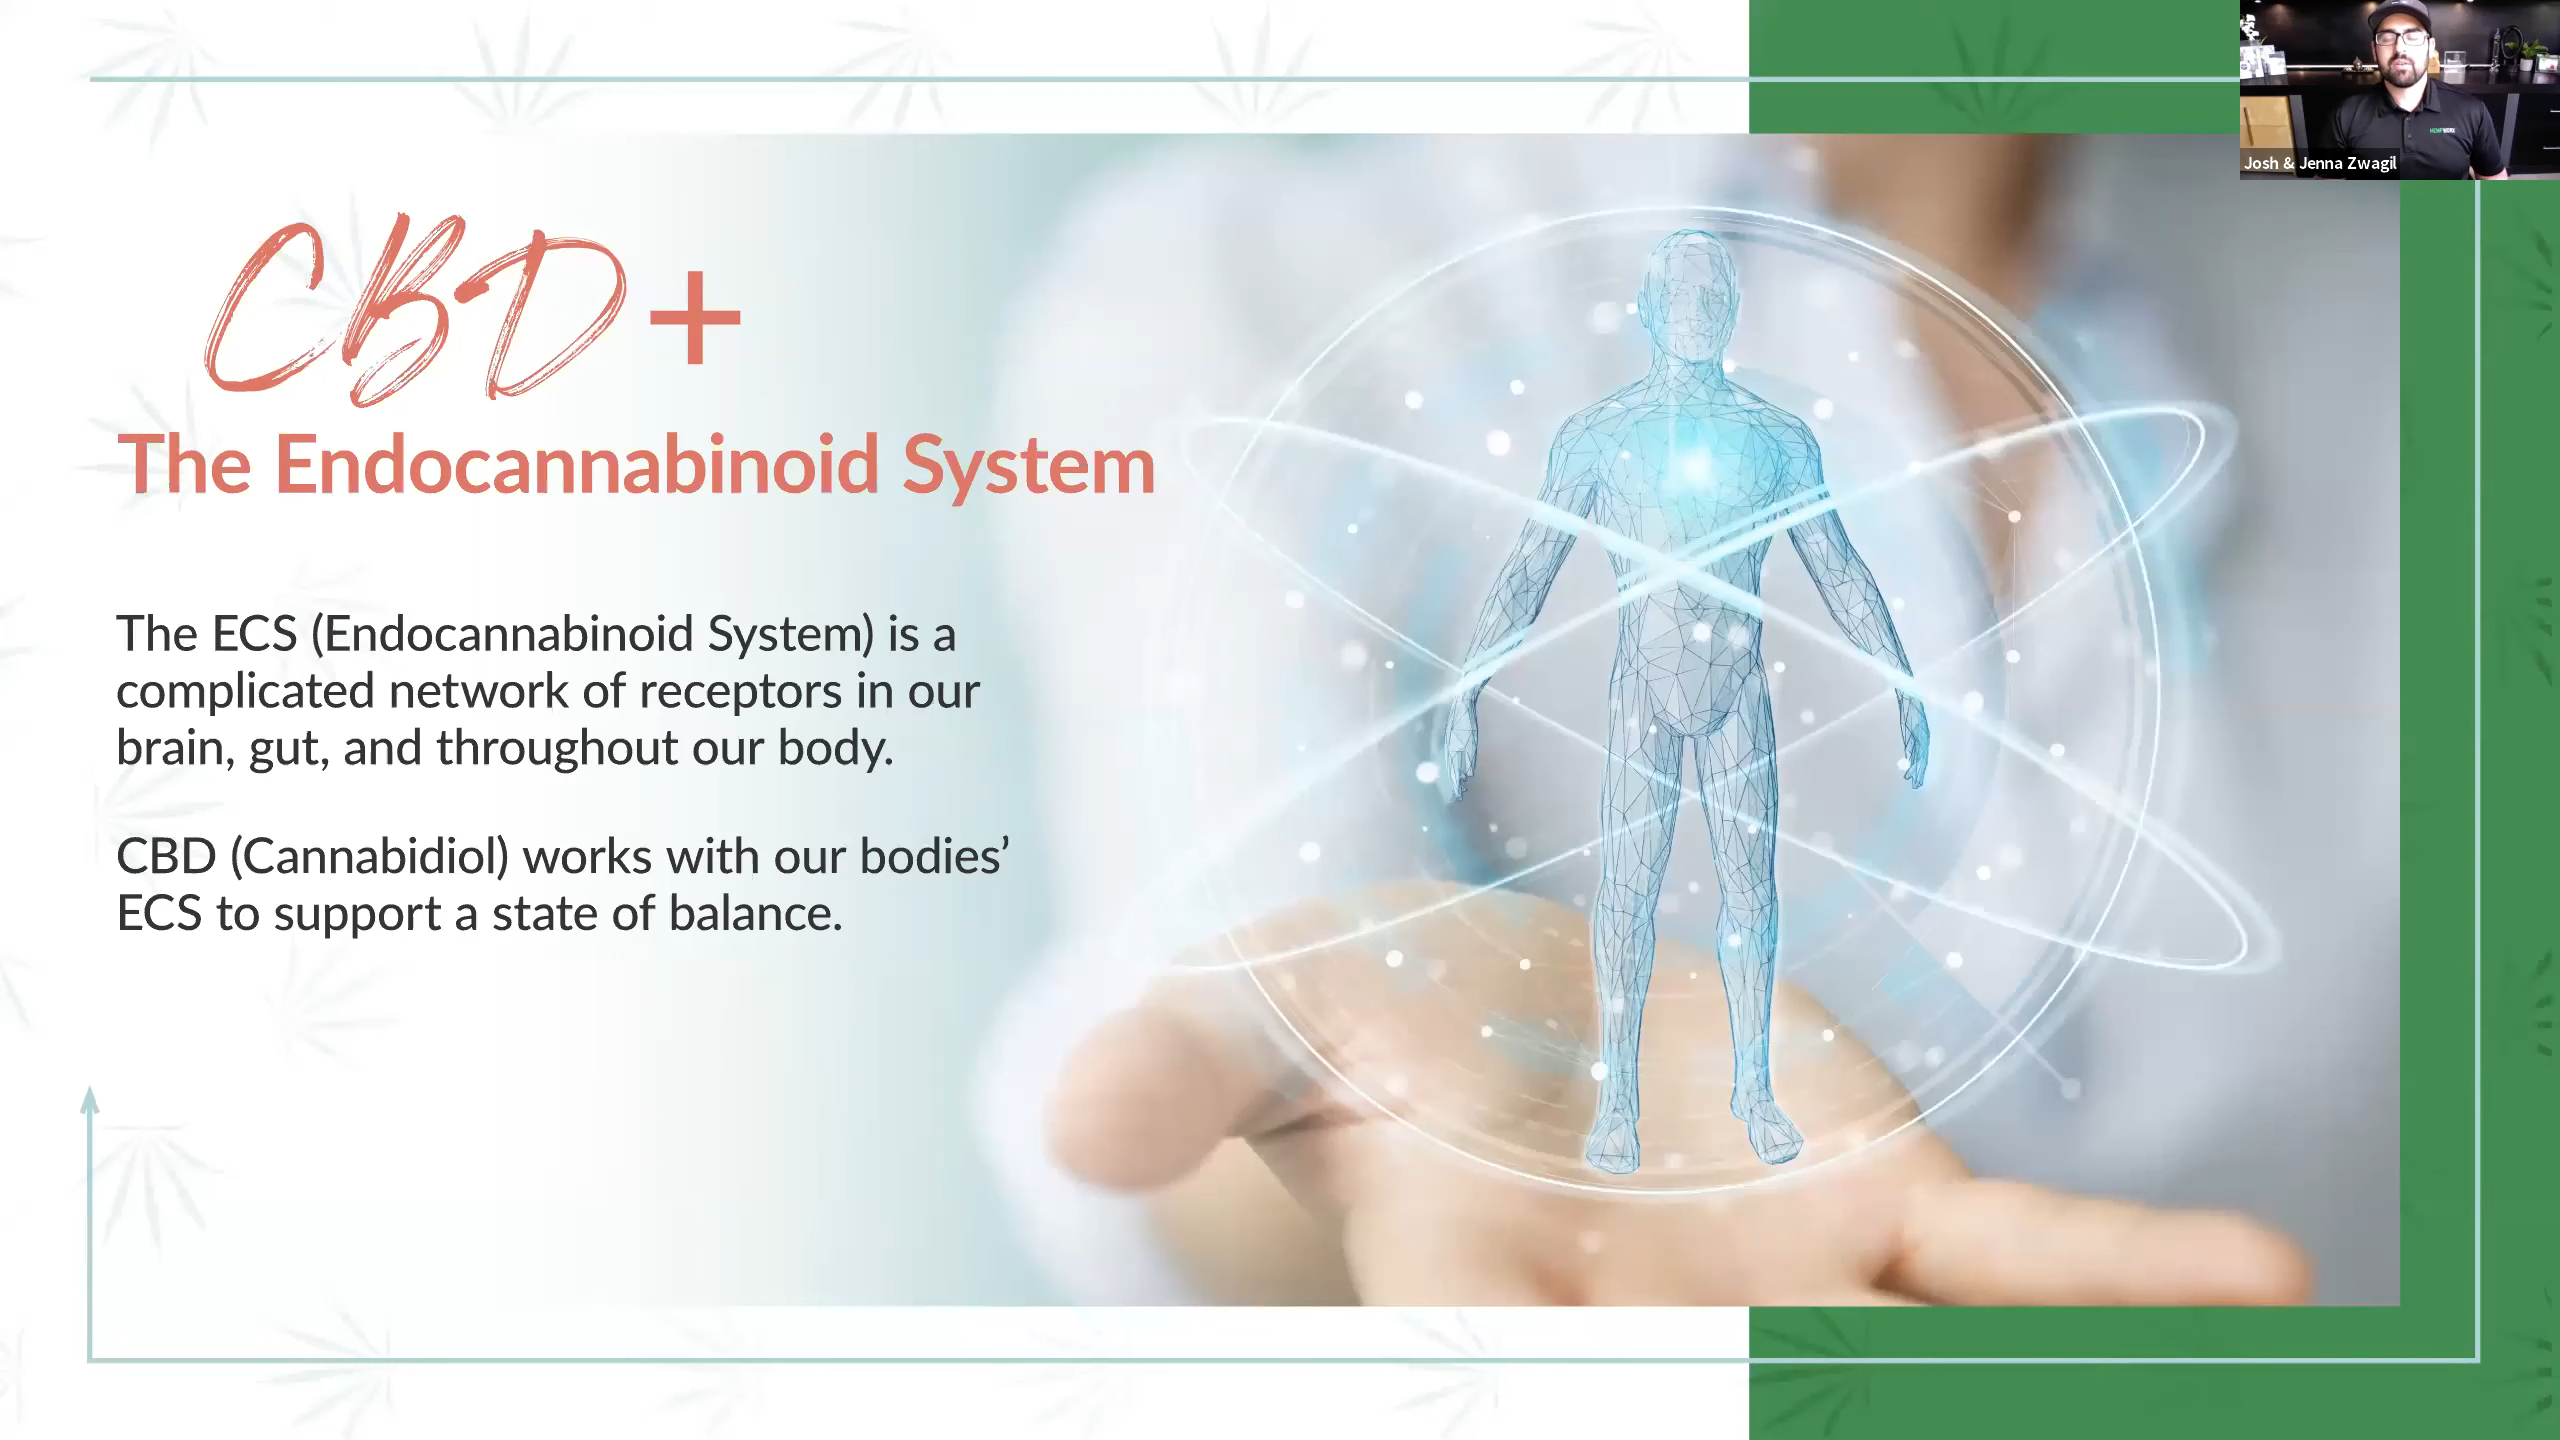 CBD +
The Endocannabinoid System
The ECS (Endocannabinoid System) is a
complicated network of receptors in our
brain, gut, and throughout our body.
CBD (Cannabidiol) works with our bodies’
ECS to support a state of balance.
HEMPWORX
Josh & Jenna Zwagil